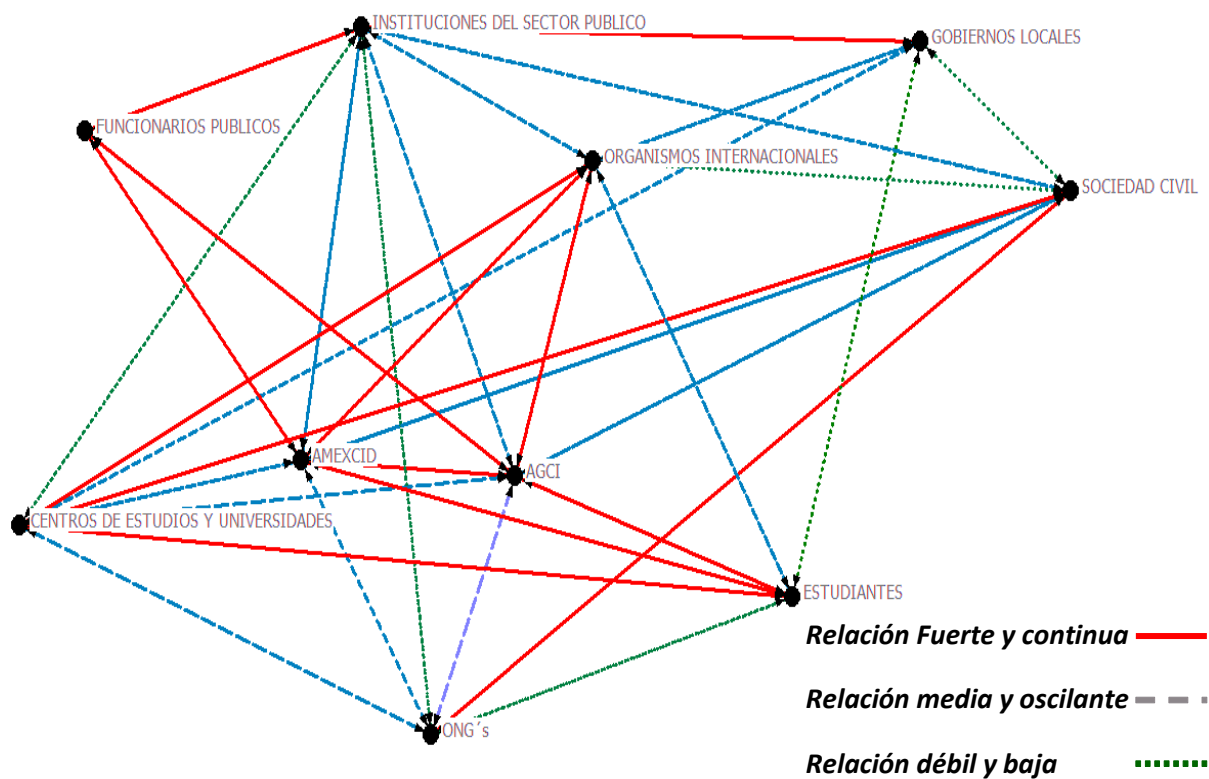 INSTITUCIONES DEL SECTOR PUBLICO
GOBIERNOS LOCALES
FUNCIONARIOS PUBLICOS
ORGANISMOS INTERNACIONALES
SOCIEDAD CIVIL
AMEXCID
AGCI
CENTROS DE ESTUDIOS Y UNIVERSIDADES
ESTUDIANTES
Relación Fuerte y continua
Relación media y oscilante
ONG´s
Relación débil y baja